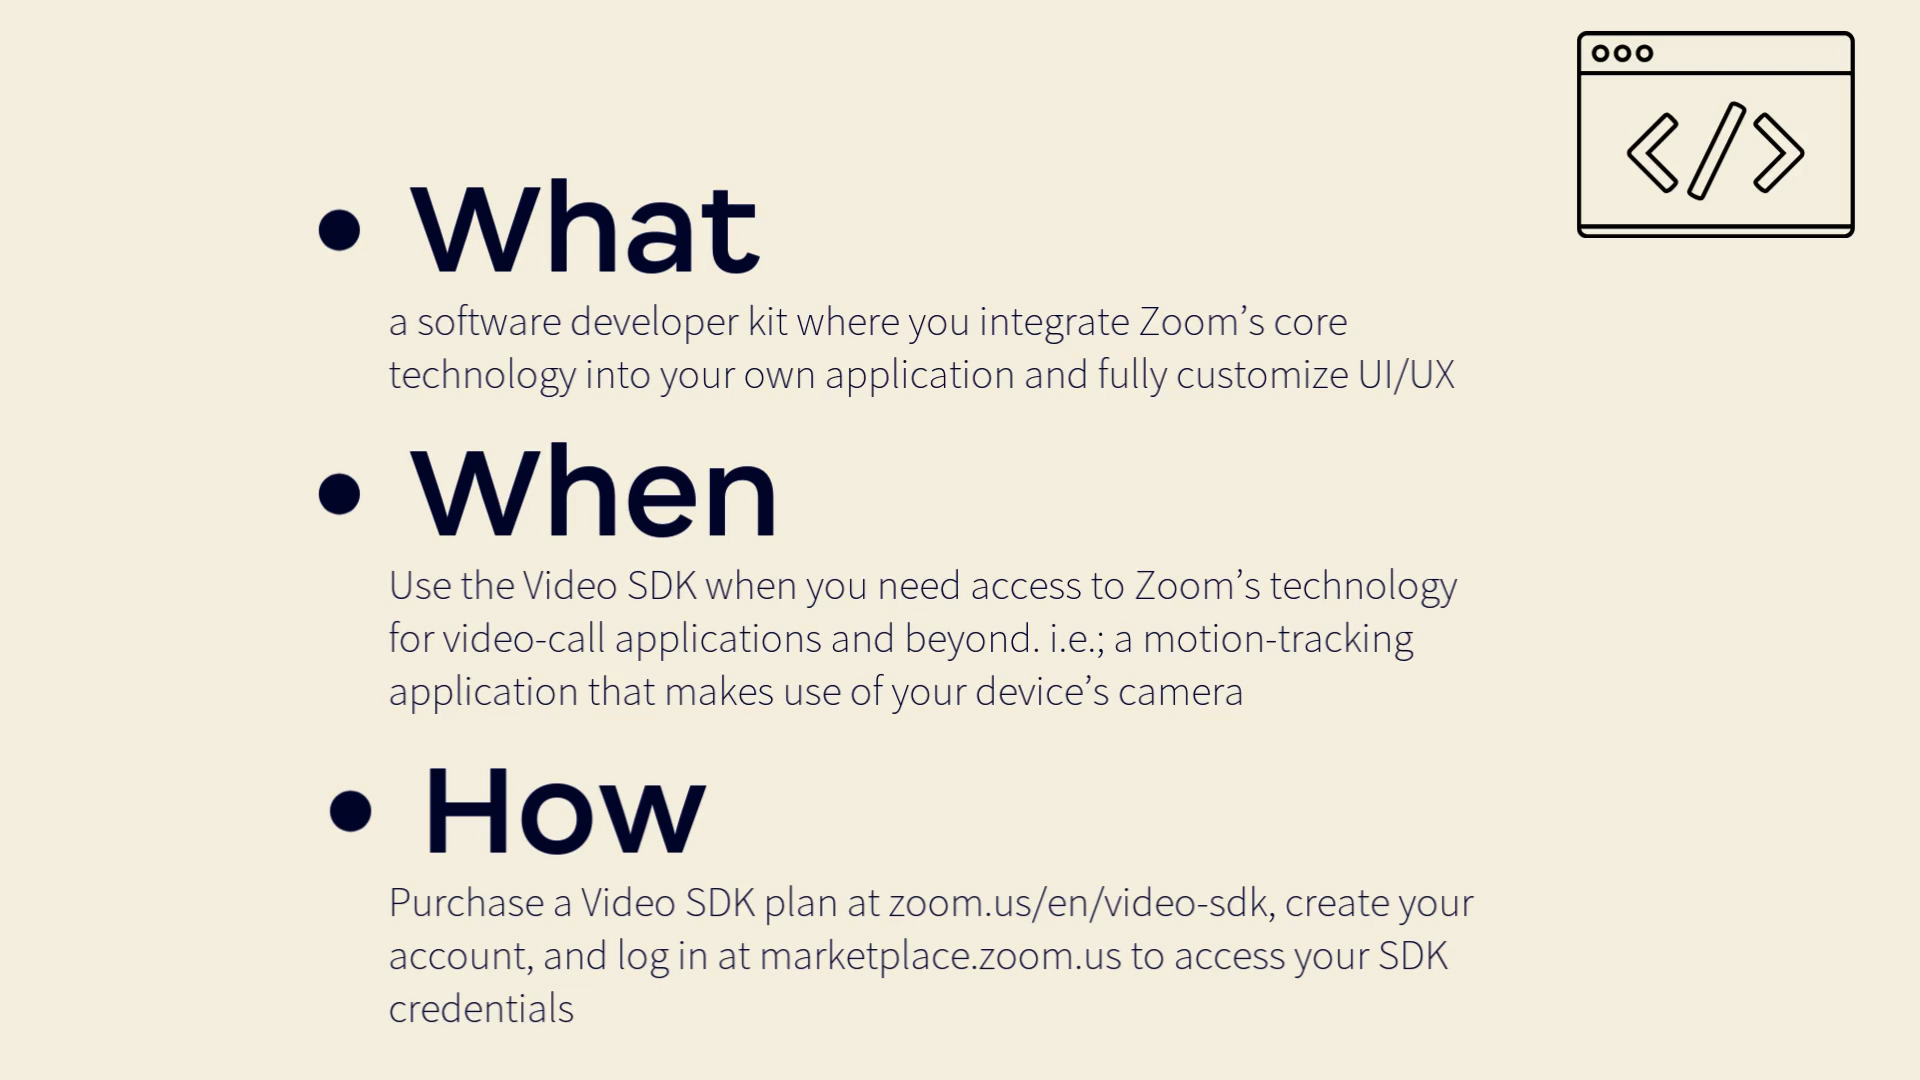 • What
a software developer kit where you integrate Zoom’s core
technology into your own application and fully customize UI/UX
• When
Use the Video SDK when you need access to Zoom’s technology
for video-call applications and beyond. i.e.; a motion-tracking
application that makes use of your device’s camera
• How
Purchase a Video SDK plan at zoom.us/en/video-sdk, create your
account, and log in at marketplace.zoom.us to access your SDK
credentials